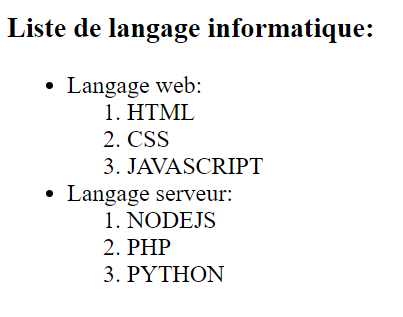 Liste de langage informatique:
• Langage web:
1. HTML
2. CSS
3. JAVASCRIPT
• Langage serveur:
1. NODEJS
2. PHP
3. PYTHON